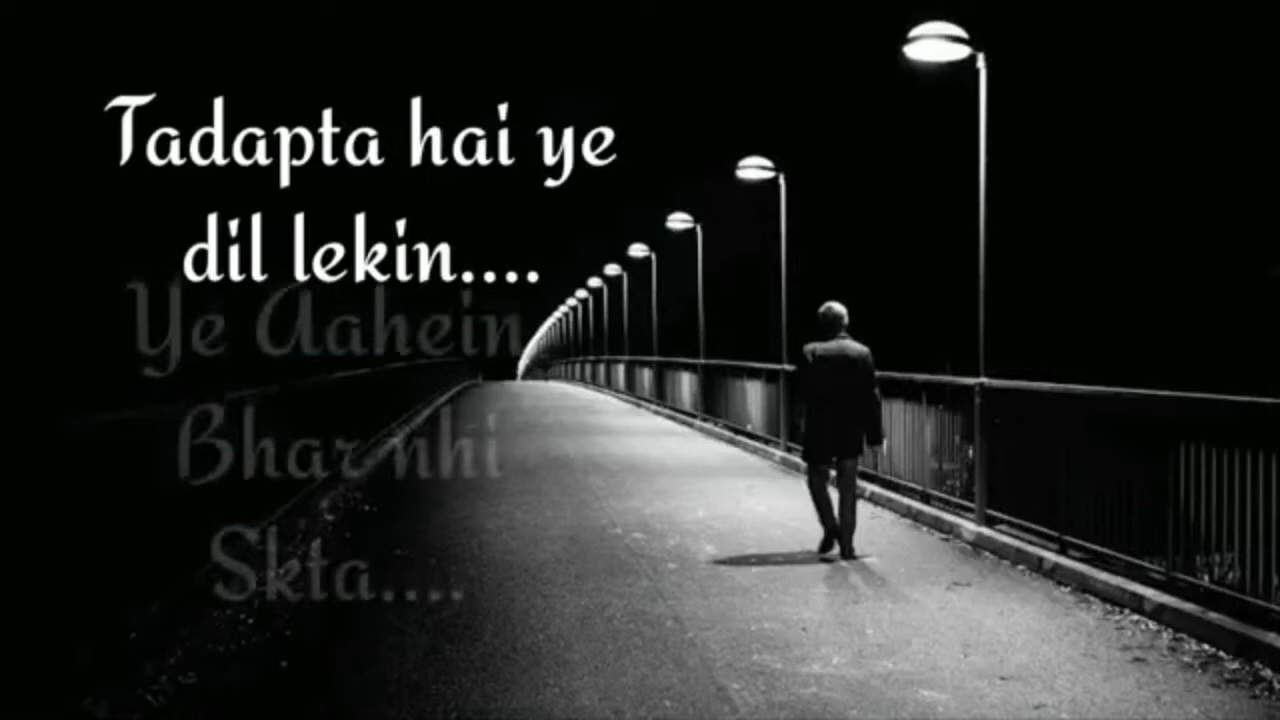 Tadapta hai ye
dil lekin....
Ye Aahein
Bhar nhi
Skta....